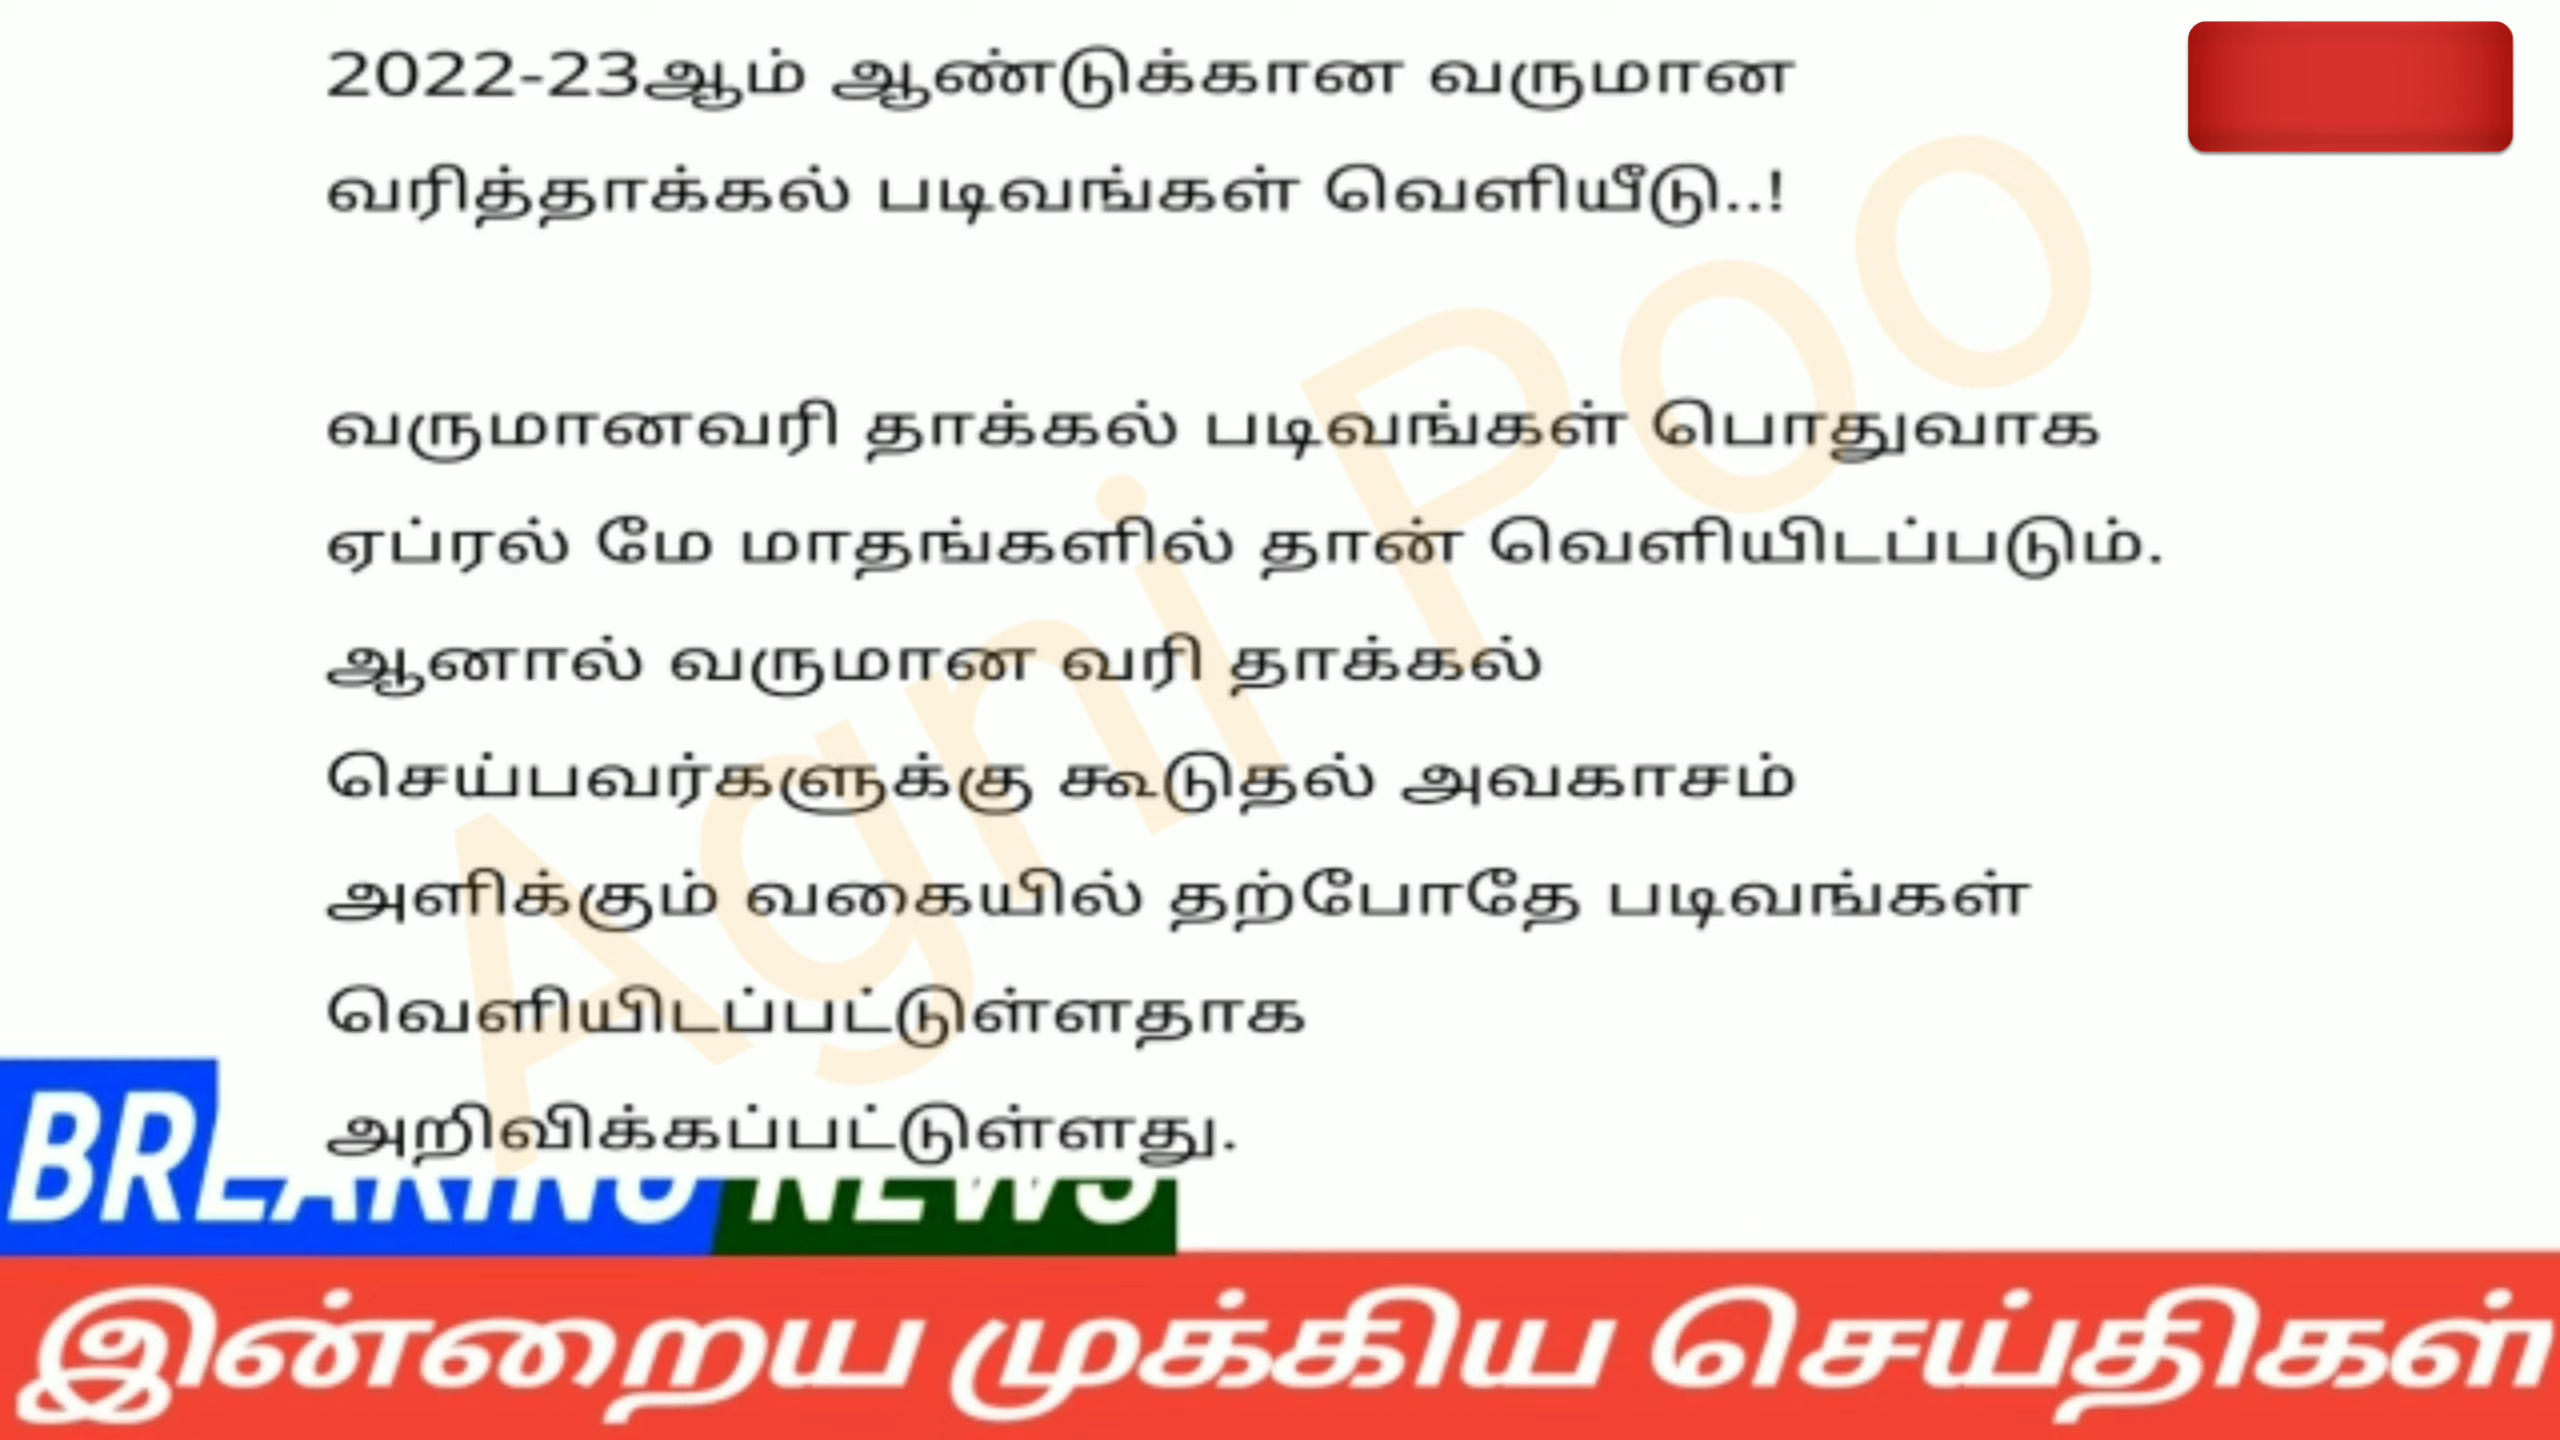 2022-23ஆம் ஆண்டுக்கான வருமான
வரித்தாக்கல் படிவங்கள் வெளியீடு..!
வருமானவரி தாக்கல் படிவங்கள் பொதுவாக
ஏப்ரல் மே மாதங்களில் தான் வெளியிடப்படும்.
ஆனால் வருமான வரி தாக்கல்
செய்பவர்களுக்கு கூடுதல் அவகாசம்
அளிக்கும் வகையில் தற்போதே படிவங்கள்
வெளியிடப்பட்டுள்ளதாக
அறிவிக்கப்பட்டுள்ளது.
BREAKING NEWS
இன்றைய முக்கிய செய்திகள்
Agni Poo